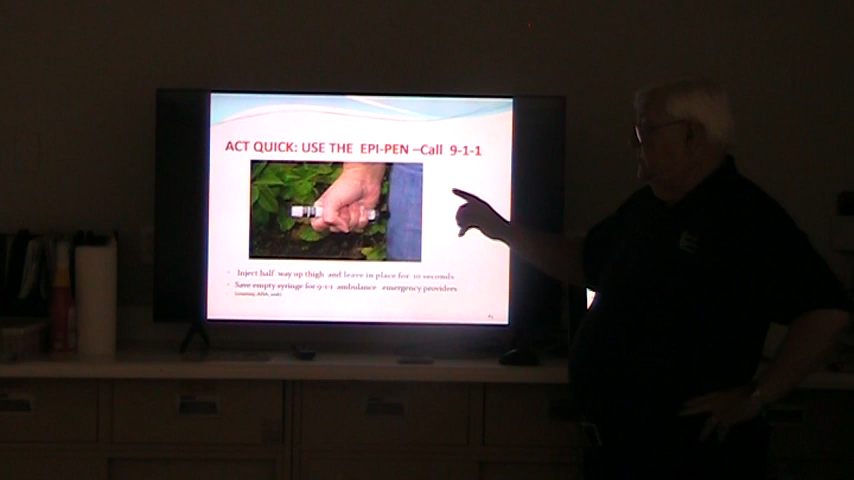 ACT QUICK: USE THE EPI-PEN –Call 9-1-1
Inject half way up thigh and leave in place for 10 seconds
Save empty syringe for 9-1-1 ambulance emergency providers